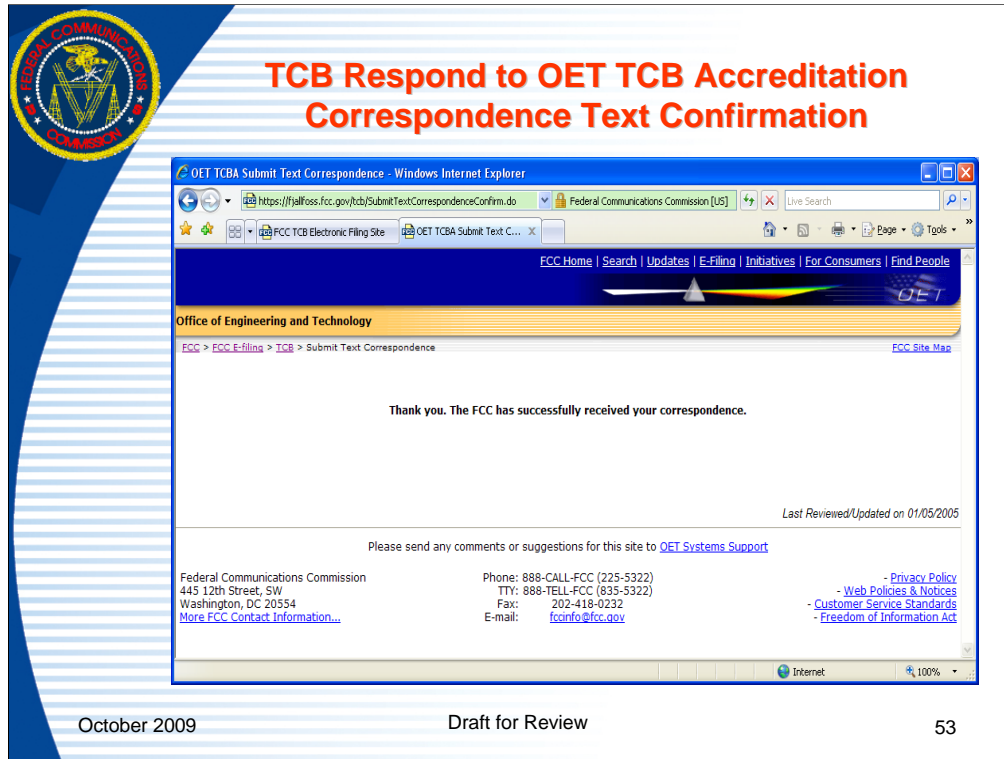 FEDERAL COMMUNICATIONS COMMISSION
TCB Respond to OET TCB Accreditation
Correspondence Text Confirmation
OET TCBA Submit Text Correspondence - Windows Internet Explorer
https://fjallfoss.fcc.gov/tcb/SubmitTextCorrespondenceConfirm.do
Federal Communications Commission [US]
Live Search
FCC TCB Electronic Filing Site
OET TCBA Submit Text C...
Page
Tools
FCC Home | Search | Updates | E-Filing | Initiatives | For Consumers | Find People
OET
Office of Engineering and Technology
FCC > FCC E-filing > TCB > Submit Text Correspondence
FCC Site Map
Thank you. The FCC has successfully received your correspondence.
Last Reviewed/Updated on 01/05/2005
Please send any comments or suggestions for this site to OET Systems Support
Federal Communications Commission
445 12th Street, SW
Washington, DC 20554
More FCC Contact Information...
Phone: 888-CALL-FCC (225-5322)
TTY: 888-TELL-FCC (835-5322)
Fax: 202-418-0232
E-mail: fccinfo@fcc.gov
- Privacy Policy
- Web Policies & Notices
- Customer Service Standards
- Freedom of Information Act
Internet
100%
October 2009
Draft for Review
53